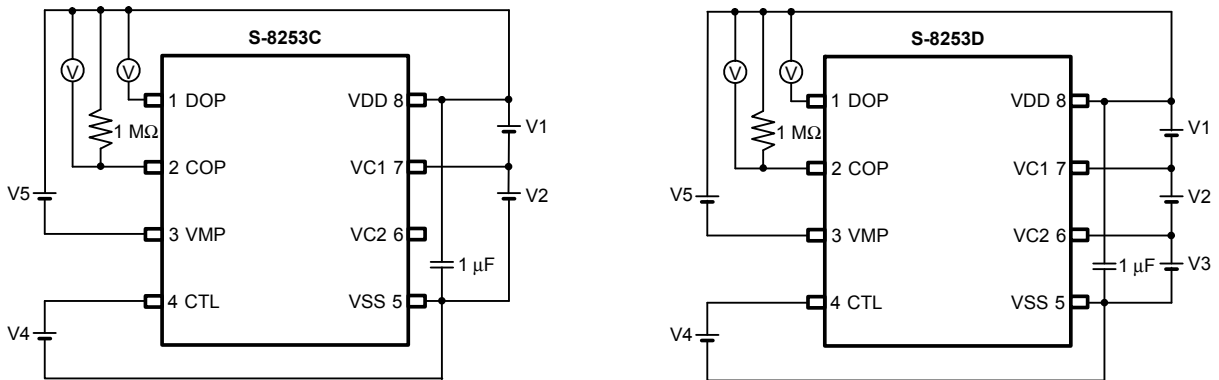 S-8253C
V
V
1 DOP
VDD 8
V1
1 MΩ
2 COP
VC1 7
V5
V2
3 VMP
VC2 6
1 μF
4 CTL
VSS 5
V4
S-8253D
V
V
1 DOP
VDD 8
V1
1 MΩ
2 COP
VC1 7
V5
V2
3 VMP
VC2 6
1 μF
V3
4 CTL
VSS 5
V4